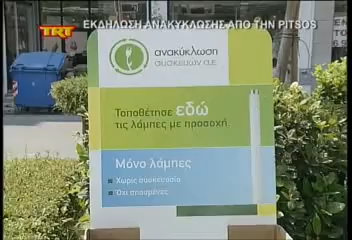 TRT
ΕΚΔΗΛΩΣΗ ΑΝΑΚΥΚΛΩΣΗΣ ΑΠΟ ΤΗΝ PITSOS
ανακύκλωση
συσκευών α.ε.
Τοποθέτησε εδώ
τις λάμπες με προσοχή
Μόνο λάμπες
Χωρίς συσκευασία
Όχι σπασμένες